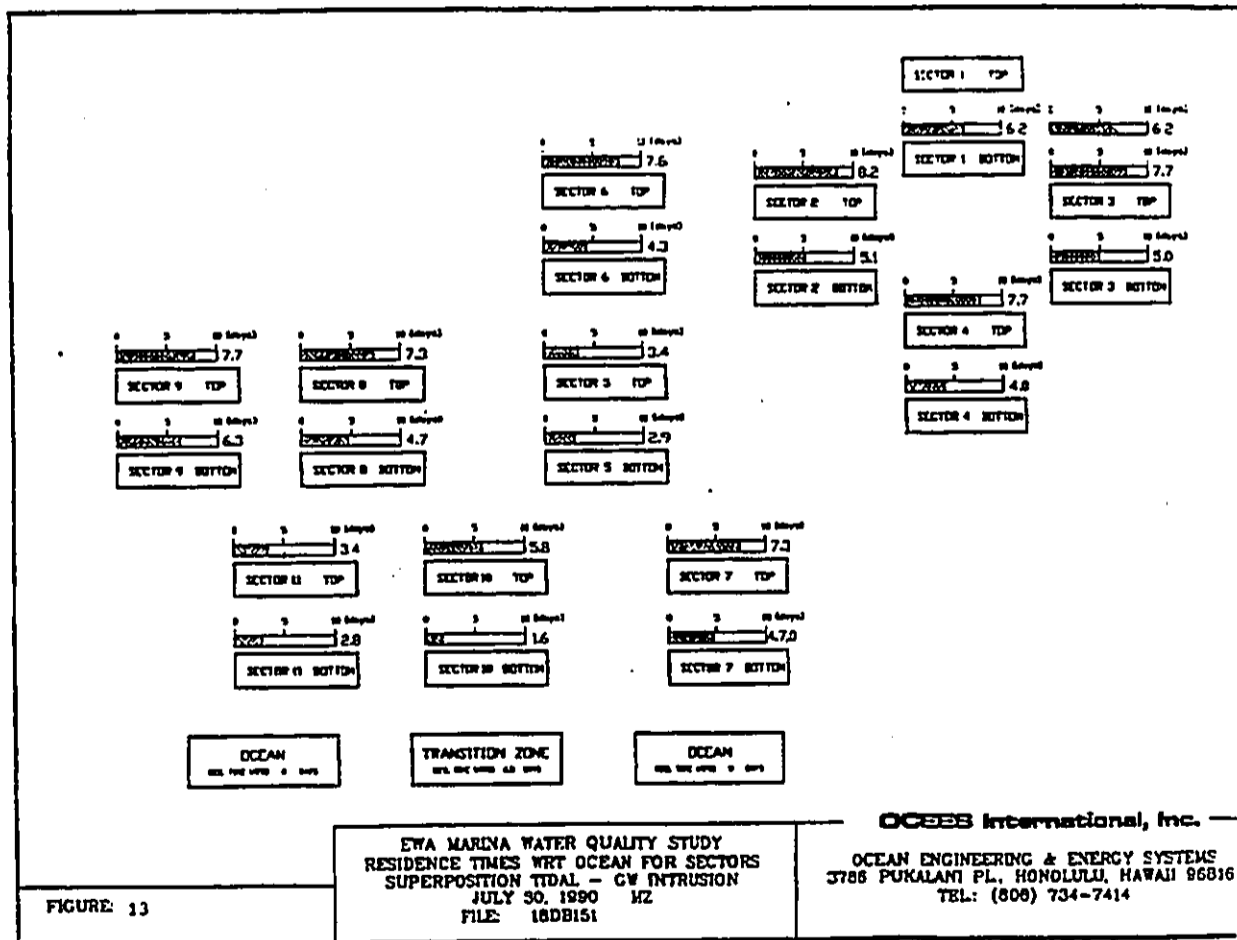 SECTOR 1 TOP
6.2
SECTOR 1 BOTTOM
6.2
7.7
SECTOR 3 TOP
5.0
SECTOR 3 BOTTOM
7.6
SECTOR 6 TOP
4.3
SECTOR 6 BOTTOM
8.2
SECTOR 2 TOP
5.1
SECTOR 2 BOTTOM
7.7
SECTOR 4 TOP
4.8
SECTOR 4 BOTTOM
7.7
SECTOR 9 TOP
6.3
SECTOR 9 BOTTOM
7.3
SECTOR 8 TOP
4.7
SECTOR 8 BOTTOM
3.4
SECTOR 5 TOP
2.9
SECTOR 5 BOTTOM
3.4
SECTOR 11 TOP
2.8
SECTOR 11 BOTTOM
5.8
SECTOR 10 TOP
1.6
SECTOR 10 BOTTOM
7.3
SECTOR 7 TOP
SECTOR 7 BOTTOM
OCEAN
TRANSITION ZONE
OCEAN
FIGURE: 13
EWA MARINA WATER QUALITY STUDY
RESIDENCE TIMES WRT OCEAN FOR SECTORS
SUPERPOSITION TIDAL - GW INTRUSION
JULY 30, 1990 MZ
FILE: 18DB151
OCEES International, Inc.
OCEAN ENGINEERING & ENERGY SYSTEMS
3786 PUKALANI PL., HONOLULU, HAWAII 96816
TEL: (808) 734-7414